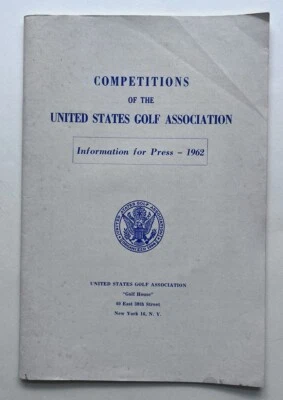 COMPETITIONS
OF THE
UNITED STATES GOLF ASSOCIATION
Information for Press – 1962
UNITED STATES GOLF ASSOCIATION
"Golf House"
40 East 38th Street
New York 16, N. Y.